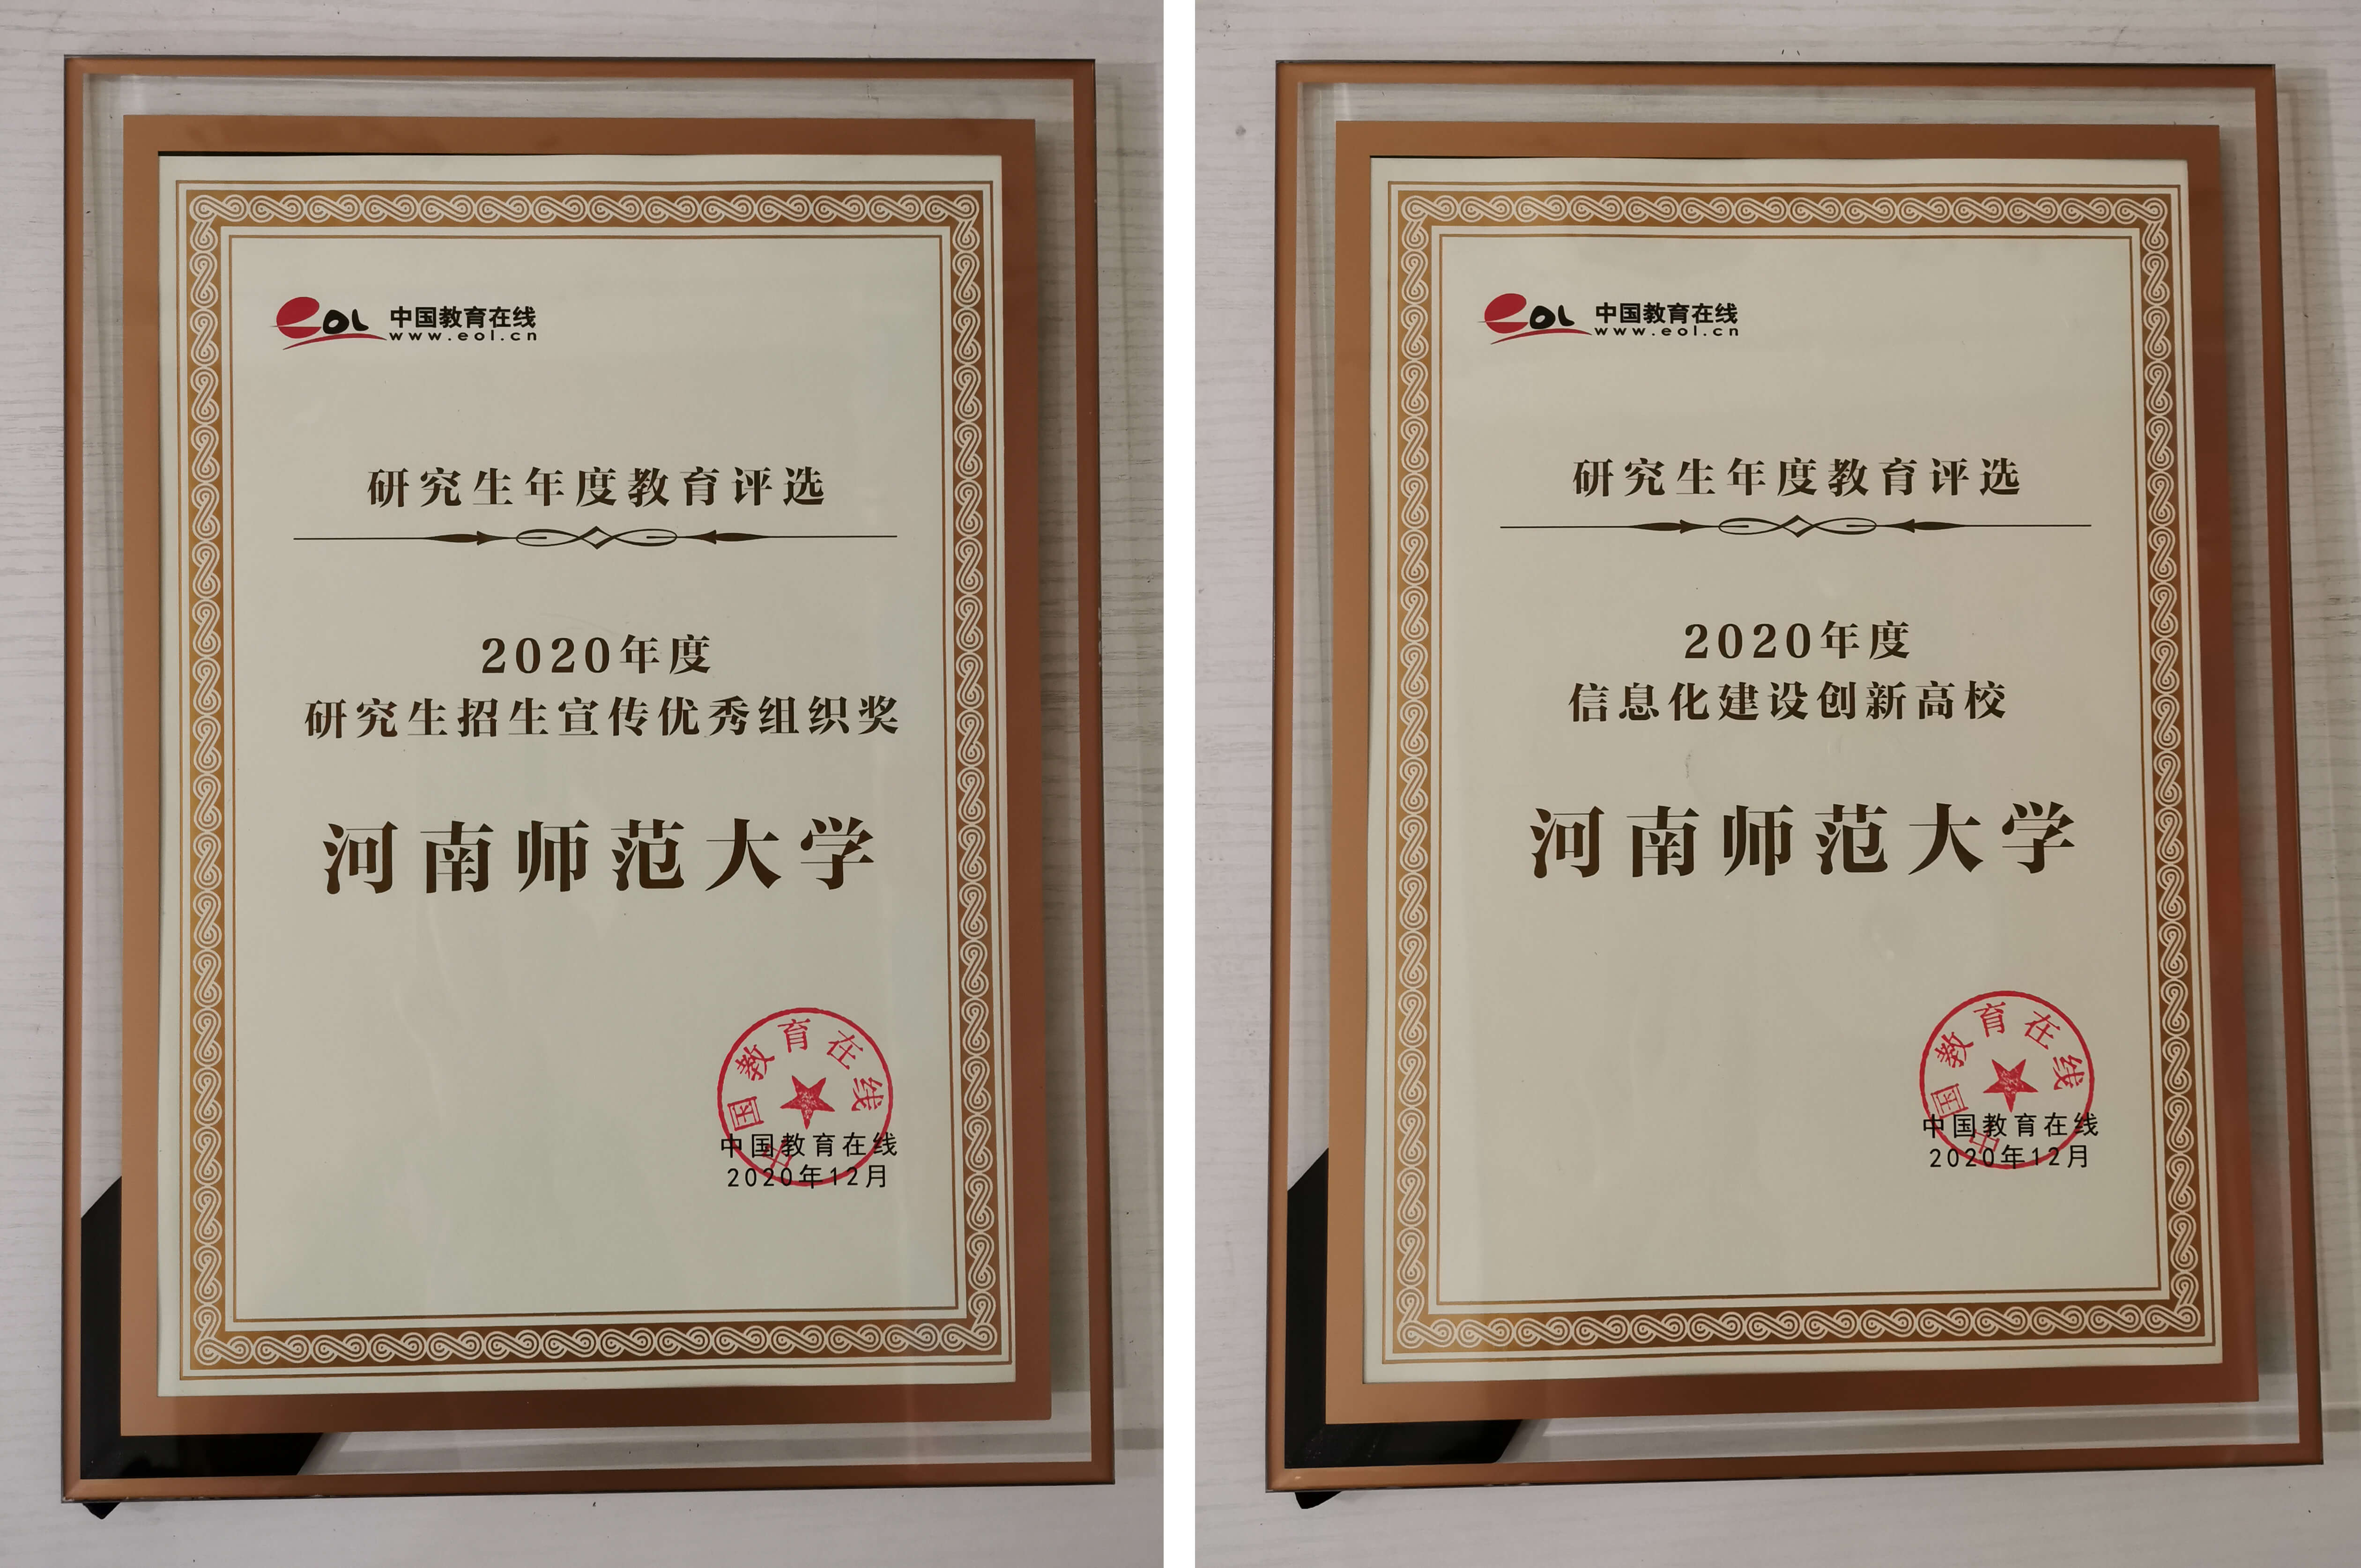 eol 中国教育在线
www.eol.cn
研究生年度教育评选
2020年度
研究生招生宣传优秀组织奖
河南师范大学
中国教育在线
中国教育在线
2020年12月
eol 中国教育在线
www.eol.cn
研究生年度教育评选
2020年度
信息化建设创新高校
河南师范大学
中国教育在线
中国教育在线
2020年12月